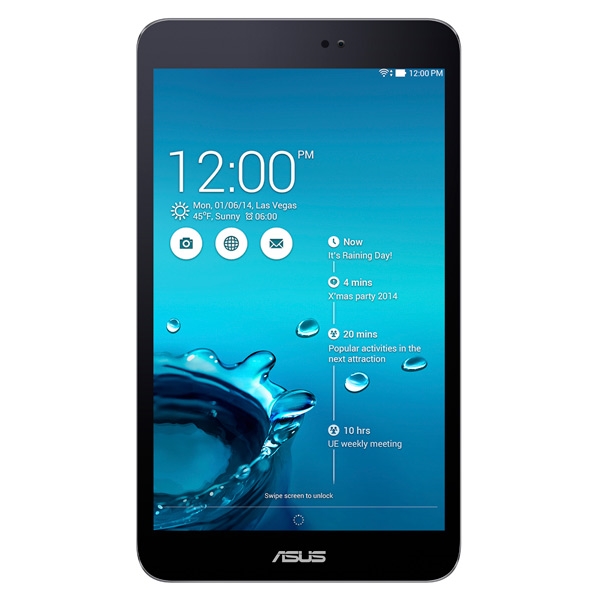 12:00 PM
12:00 PM
Mon, 01/06/14, Las Vegas
45°F, Sunny 06:00
Now
It's Raining Day!
4 mins
X'mas party 2014
20 mins
Popular activities in the
next attraction
10 hrs
UE weekly meeting
Swipe screen to unlock
ASUS